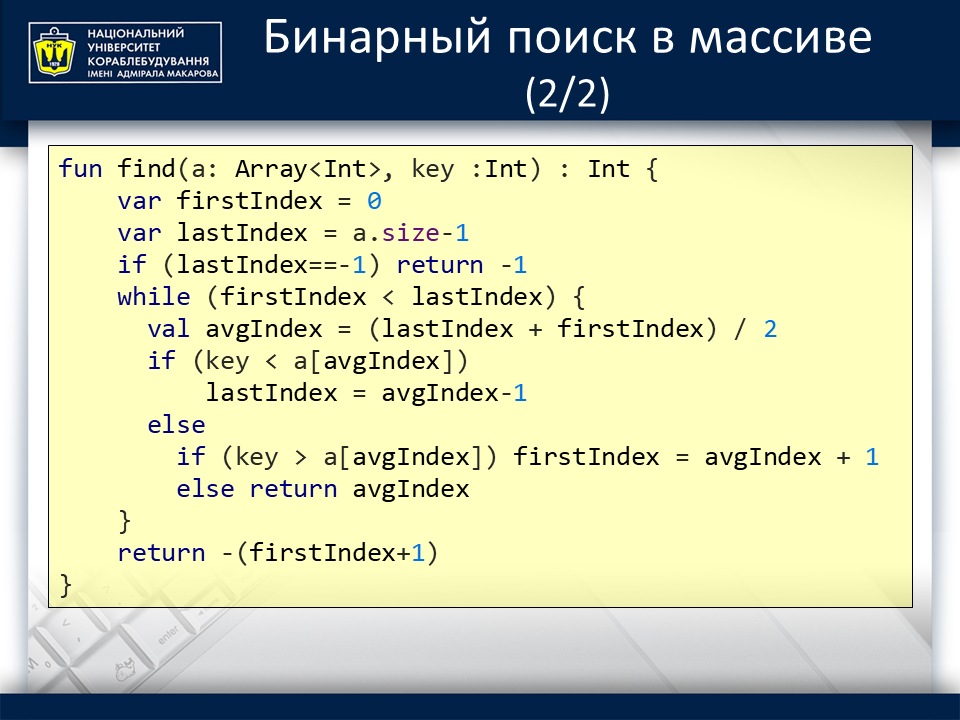 НАЦІОНАЛЬНИЙ
УНІВЕРСИТЕТ
КОРАБЛЕБУДУВАННЯ
ІМЕНІ АДМІРАЛА МАКАРОВА
НУК
1920
Бинарный поиск в массиве
(2/2)
fun find(a: Array<Int>, key :Int) : Int {
    var firstIndex = 0
    var lastIndex = a.size-1
    if (lastIndex==-1) return -1
    while (firstIndex < lastIndex) {
      val avgIndex = (lastIndex + firstIndex) / 2
      if (key < a[avgIndex])
          lastIndex = avgIndex-1
      else
        if (key > a[avgIndex]) firstIndex = avgIndex + 1
        else return avgIndex
    }
    return -(firstIndex+1)
}
enter